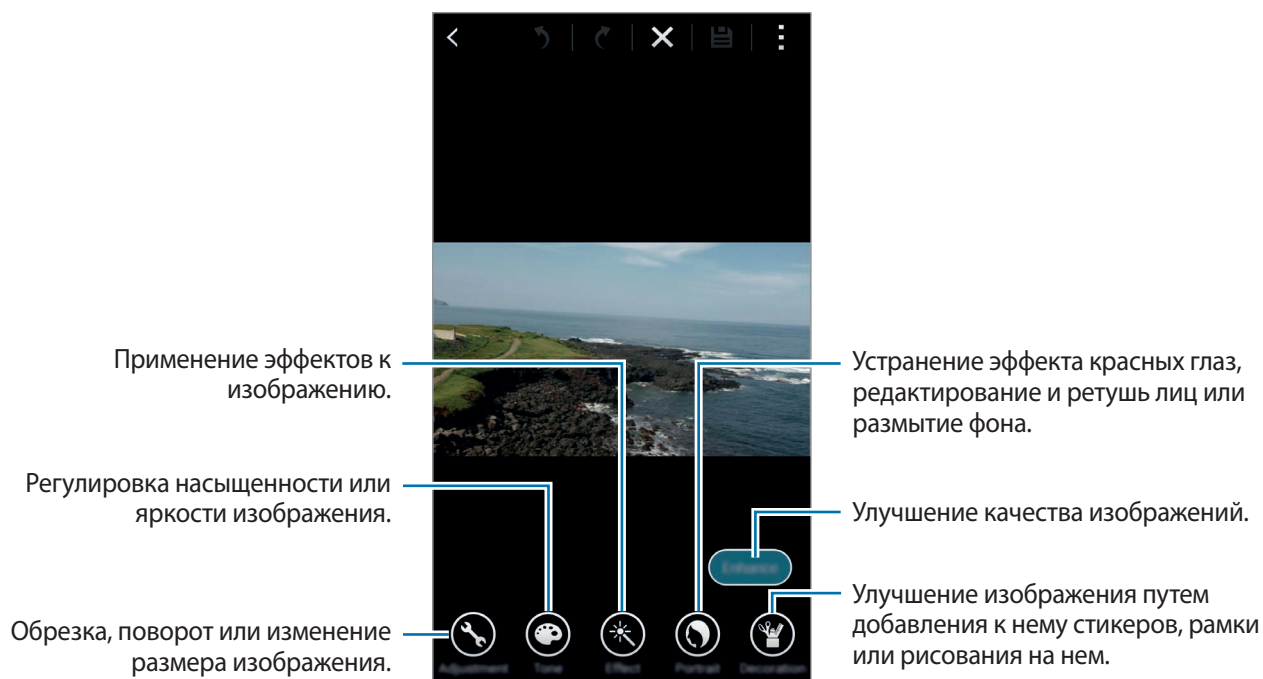 Применение эффектов к
изображению.
Регулировка насыщенности или
яркости изображения.
Обрезка, поворот или изменение
размера изображения.
Устранение эффекта красных глаз,
редактирование и ретушь лиц или
размытие фона.
Улучшение качества изображений.
Улучшение изображения путем
добавления к нему стикеров, рамки
или рисования на нем.
Enhance
Adjustment
Tone
Effect
Portrait
Decoration